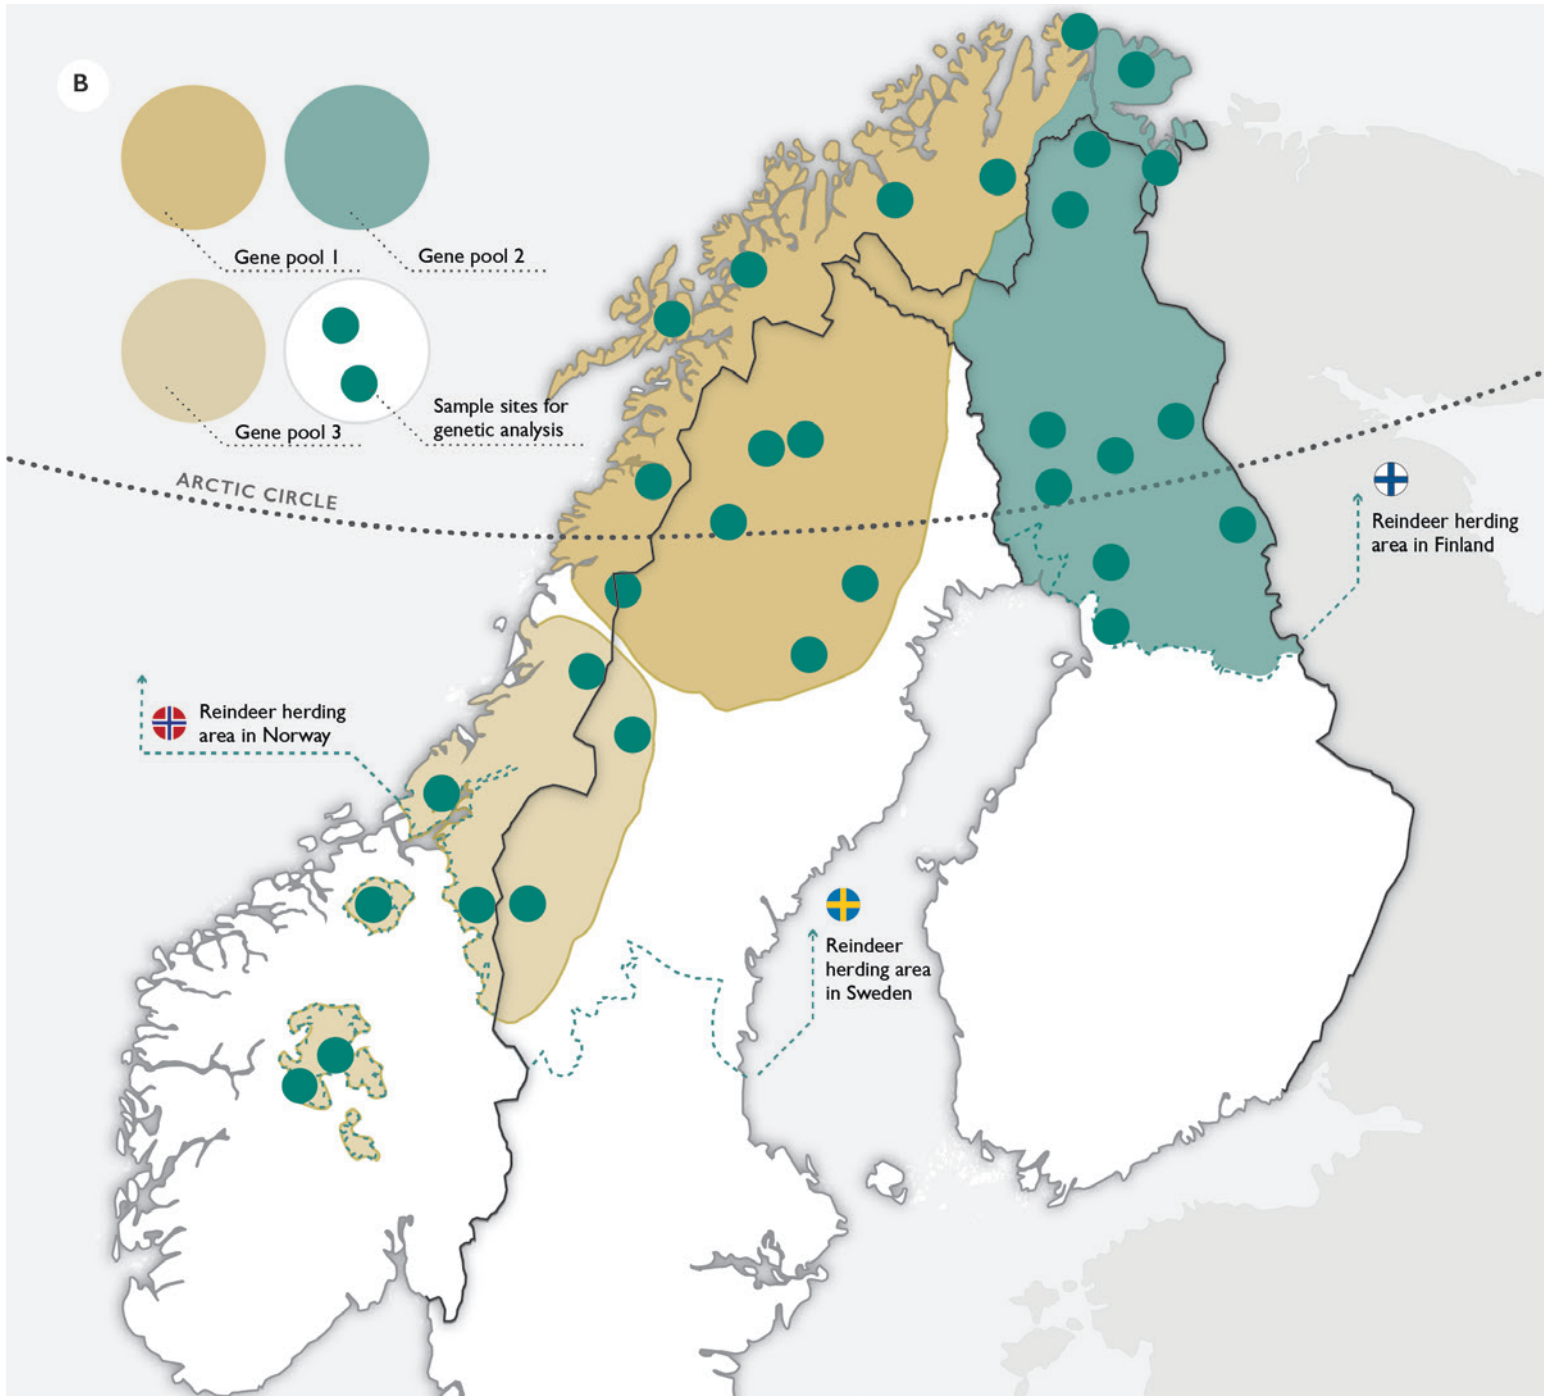 B
Gene pool 1
Gene pool 2
Gene pool 3
Sample sites for
genetic analysis
ARCTIC CIRCLE
Reindeer herding
area in Finland
Reindeer herding
area in Norway
Reindeer
herding area
in Sweden